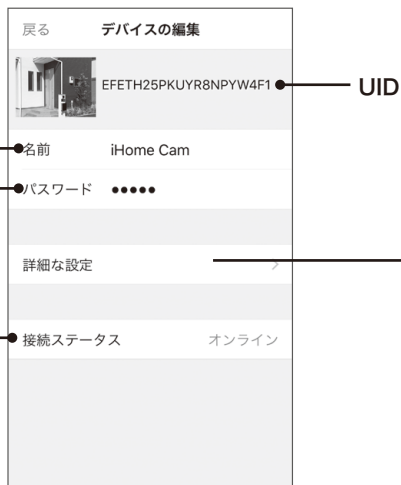 戻る デバイスの編集
EFETH25PKUYR8NPYW4F1 UID
名前 iHome Cam
パスワード •••••
詳細な設定 >
接続ステータス オンライン